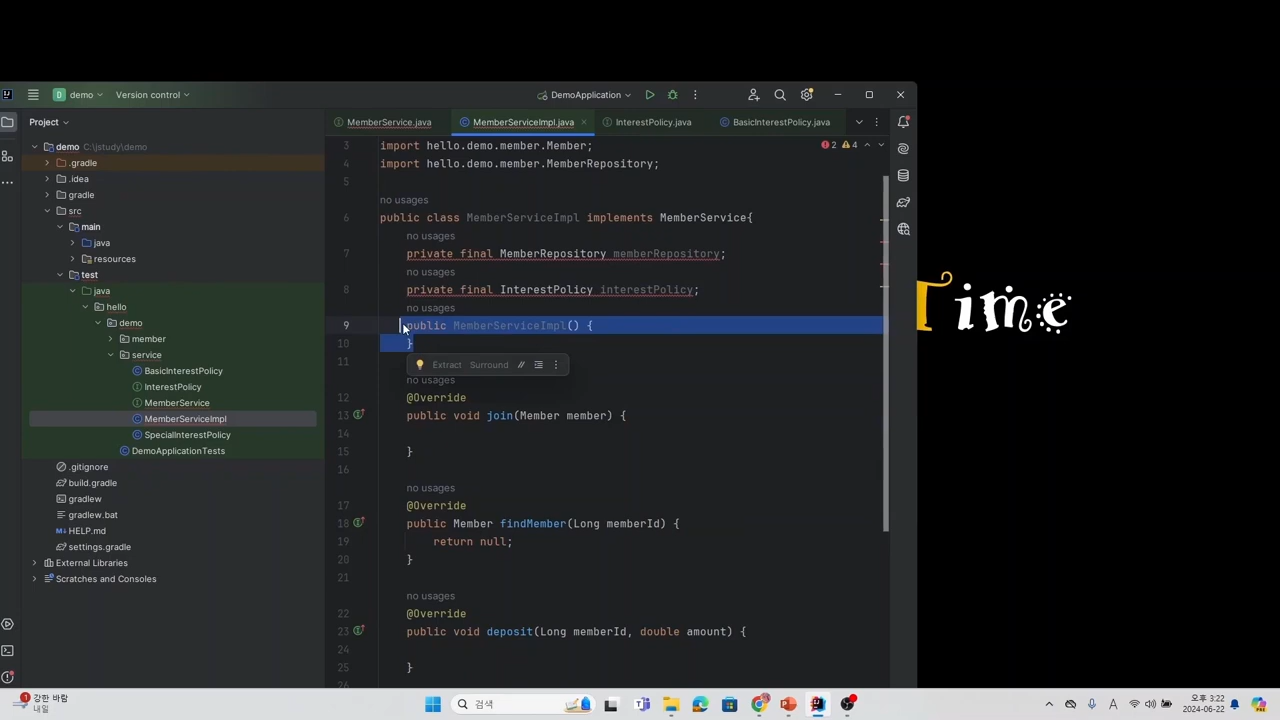 demo
Version control
DemoApplication
Project
MemberService.java
MemberServiceImpl.java
InterestPolicy.java
BasicInterestPolicy.java
demo C:\jstudy\demo
.gradle
.idea
gradle
src
main
java
resources
test
java
hello
demo
member
service
BasicInterestPolicy
InterestPolicy
MemberService
MemberServiceImpl
SpecialInterestPolicy
DemoApplicationTests
.gitignore
build.gradle
gradlew
gradlew.bat
HELP.md
settings.gradle
External Libraries
Scratches and Consoles
2 4
3 import hello.demo.member.Member;
4 import hello.demo.member.MemberRepository;
5
no usages
6 public class MemberServiceImpl implements MemberService{
no usages
7 private final MemberRepository memberRepository;
no usages
8 private final InterestPolicy interestPolicy;
no usages
9 public MemberServiceImpl() {
10 }
Extract Surround
11
no usages
12 @Override
13 public void join(Member member) {
14
15 }
16
no usages
17 @Override
18 public Member findMember(Long memberId) {
19 return null;
20 }
21
no usages
22 @Override
23 public void deposit(Long memberId, double amount) {
24
25 }
26
Time
1
강한 바람
내일
검색
A
오후 3:22
2024-06-22